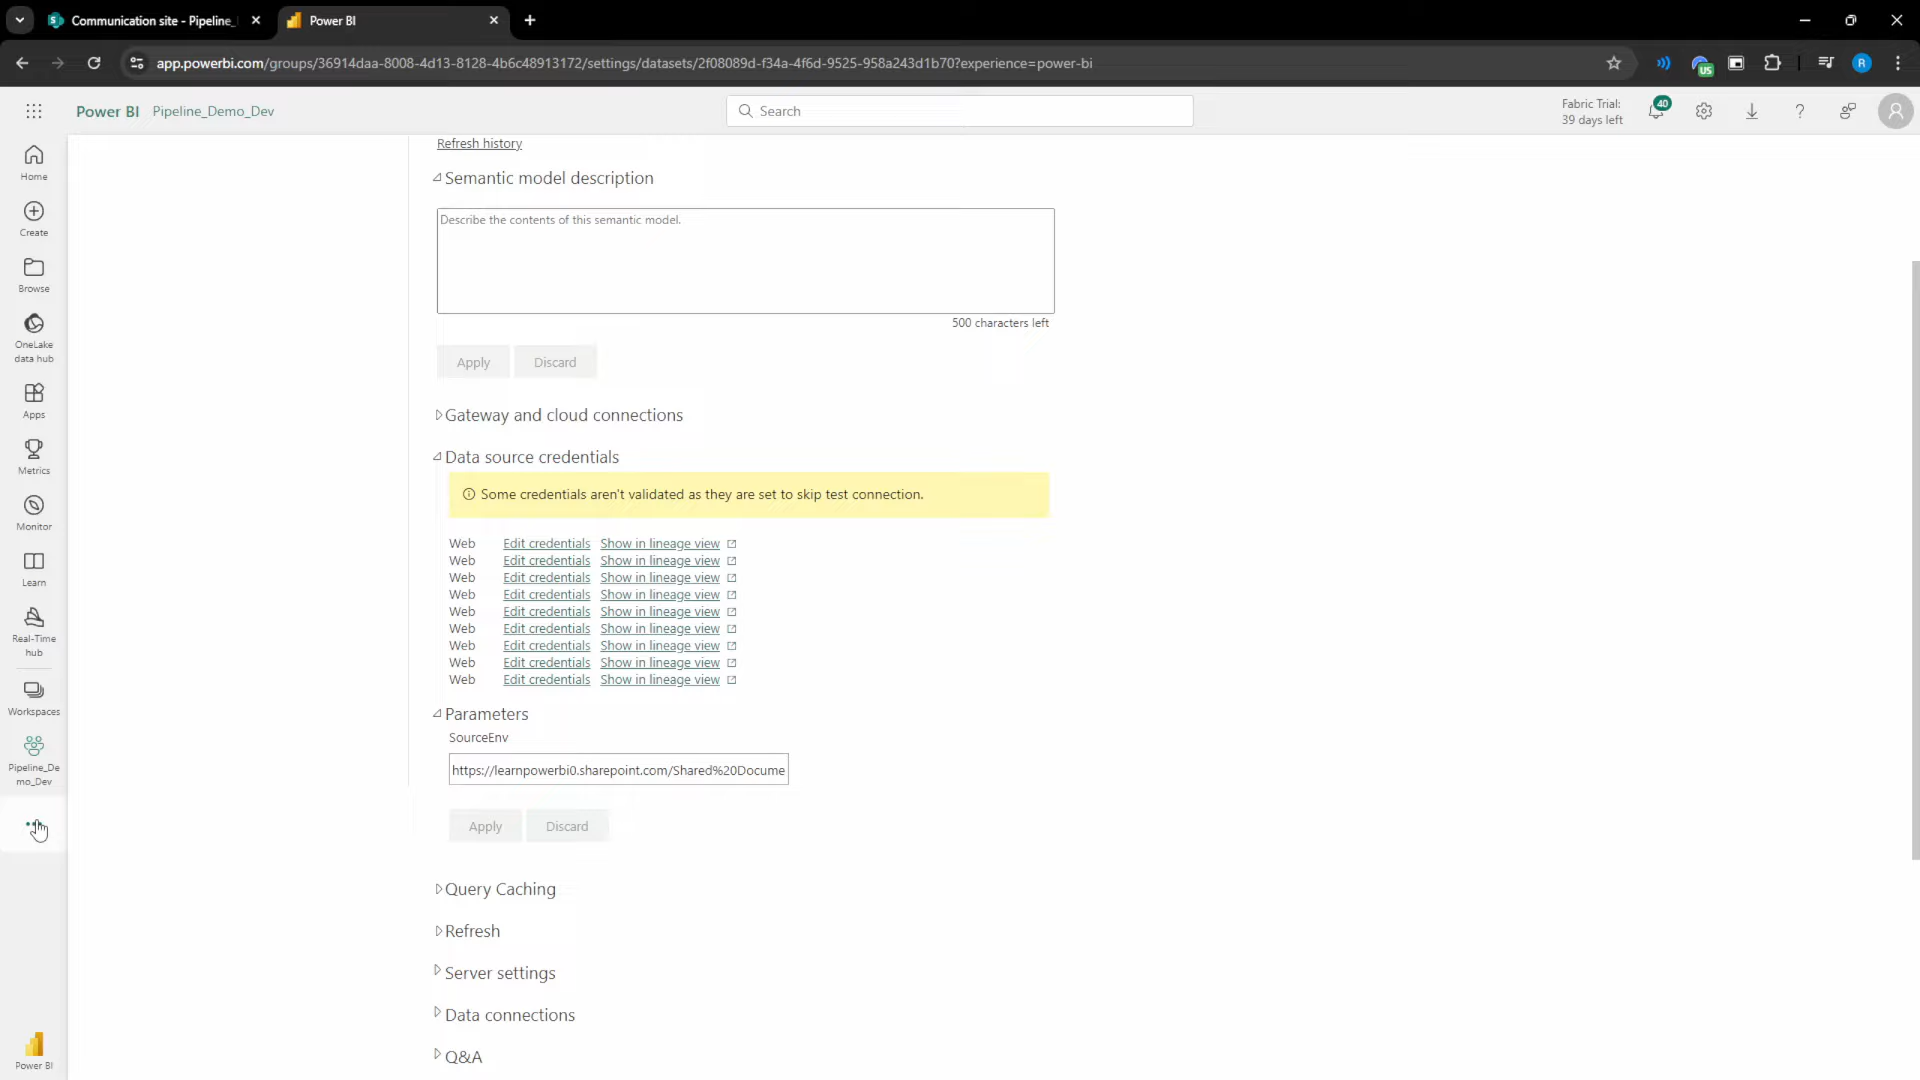 Communication site - Pipeline_
Power BI
app.powerbi.com/groups/36914daa-8008-4d13-8128-4b6c48913172/settings/datasets/2f08089d-f34a-4f6d-9525-958a243d1b70?experience=power-bi
US
R
Power BI Pipeline_Demo_Dev
Search
Fabric Trial:
39 days left
40
Home
Create
Browse
OneLake
data hub
Apps
Metrics
Monitor
Learn
Real-Time
hub
Workspaces
Pipeline_De
mo_Dev
Power BI
Refresh history
Semantic model description
Describe the contents of this semantic model.
500 characters left
Apply Discard
Gateway and cloud connections
Data source credentials
Some credentials aren't validated as they are set to skip test connection.
Web Edit credentials Show in lineage view
Web Edit credentials Show in lineage view
Web Edit credentials Show in lineage view
Web Edit credentials Show in lineage view
Web Edit credentials Show in lineage view
Web Edit credentials Show in lineage view
Web Edit credentials Show in lineage view
Web Edit credentials Show in lineage view
Web Edit credentials Show in lineage view
Parameters
SourceEnv
https://learnpowerbi0.sharepoint.com/Shared%20Docume
Apply Discard
Query Caching
Refresh
Server settings
Data connections
Q&A